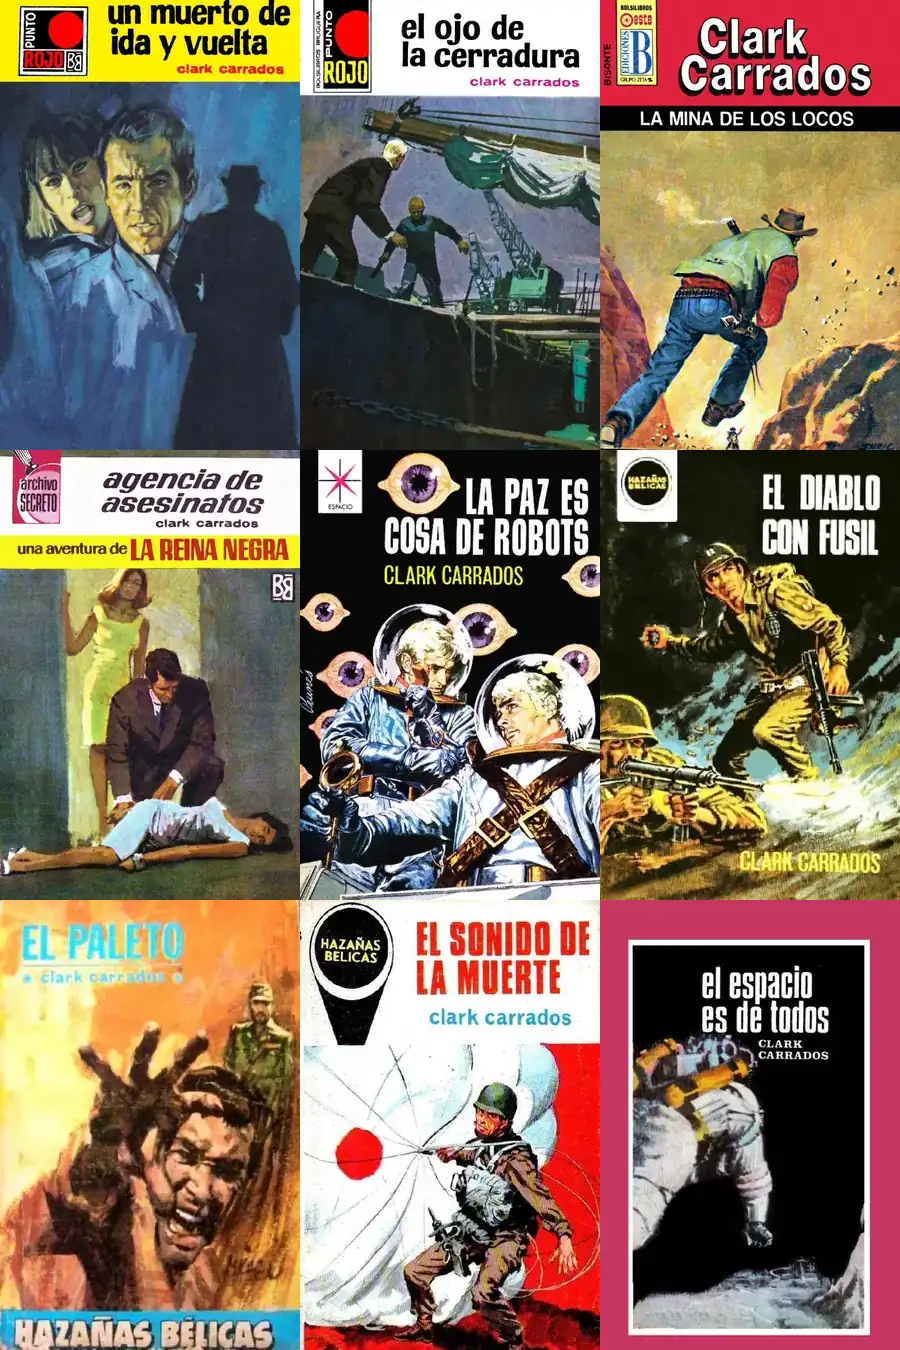 PUNTO
ROJO
BB
un muerto de
ida y vuelta
clark carrados
BOLSILIBROS BRUGUERA
PUNTO
ROJO
el ojo de
la cerradura
clark carrados
BOLSILIBROS
Oeste
EDICIONES
B
GRUPO ZETA
BISONTE
Clark
Carrados
LA MINA DE LOS LOCOS
archivo
SECRETO
agencia de
asesinatos
clark carrados
una aventura de LA REINA NEGRA
BB
ESPACIO
LA PAZ ES
COSA DE ROBOTS
CLARK CARRADOS
HAZAÑAS
BELICAS
EL DIABLO
CON FUSIL
CLARK CARRADOS
EL PALETO
clark carrados
HAZAÑAS BÉLICAS
HAZAÑAS
BELICAS
EL SONIDO DE
LA MUERTE
clark carrados
el espacio
es de todos
CLARK
CARRADOS